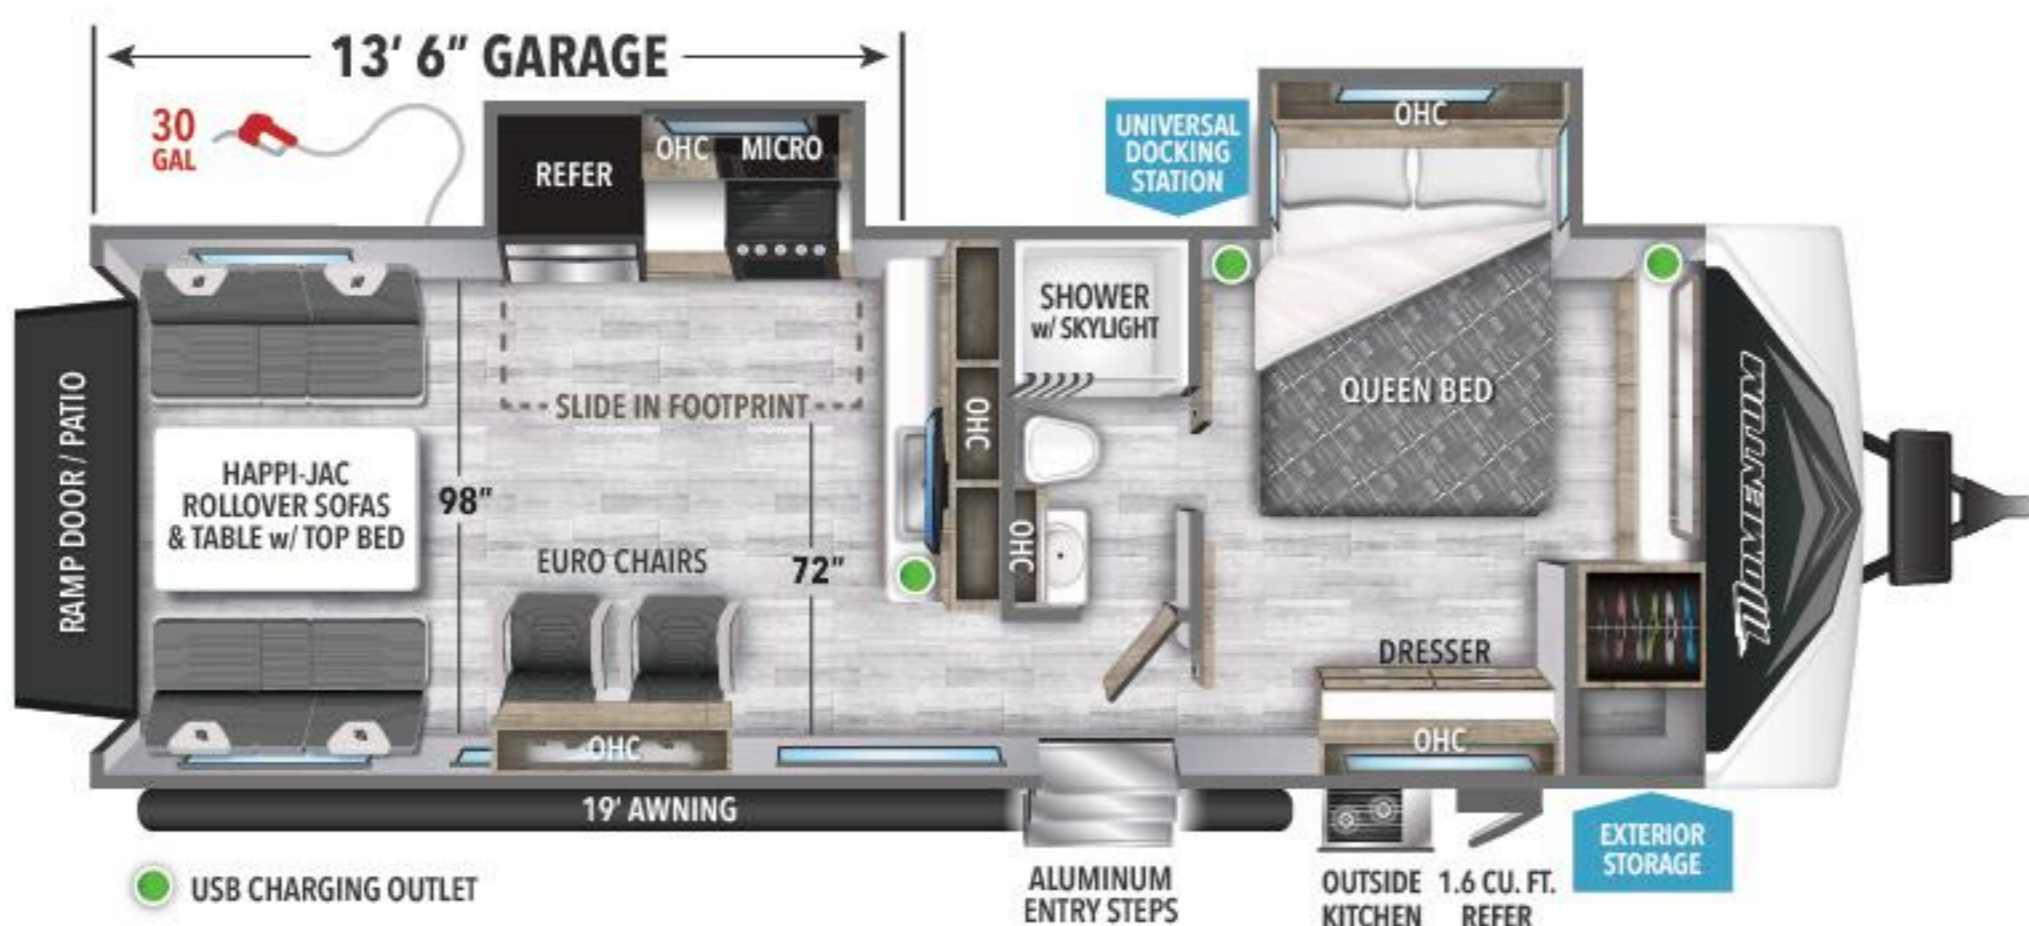 13' 6" GARAGE
30
GAL
REFER
OHC
MICRO
UNIVERSAL
DOCKING
STATION
OHC
SHOWER
w/ SKYLIGHT
QUEEN BED
SLIDE IN FOOTPRINT
OHC
RAMP DOOR / PATIO
HAPPI-JAC
ROLLOVER SOFAS
& TABLE w/ TOP BED
98"
EURO CHAIRS
72"
OHC
MOMENTUM
DRESSER
OHC
OHC
19' AWNING
USB CHARGING OUTLET
ALUMINUM
ENTRY STEPS
OUTSIDE
KITCHEN
1.6 CU. FT.
REFER
EXTERIOR
STORAGE